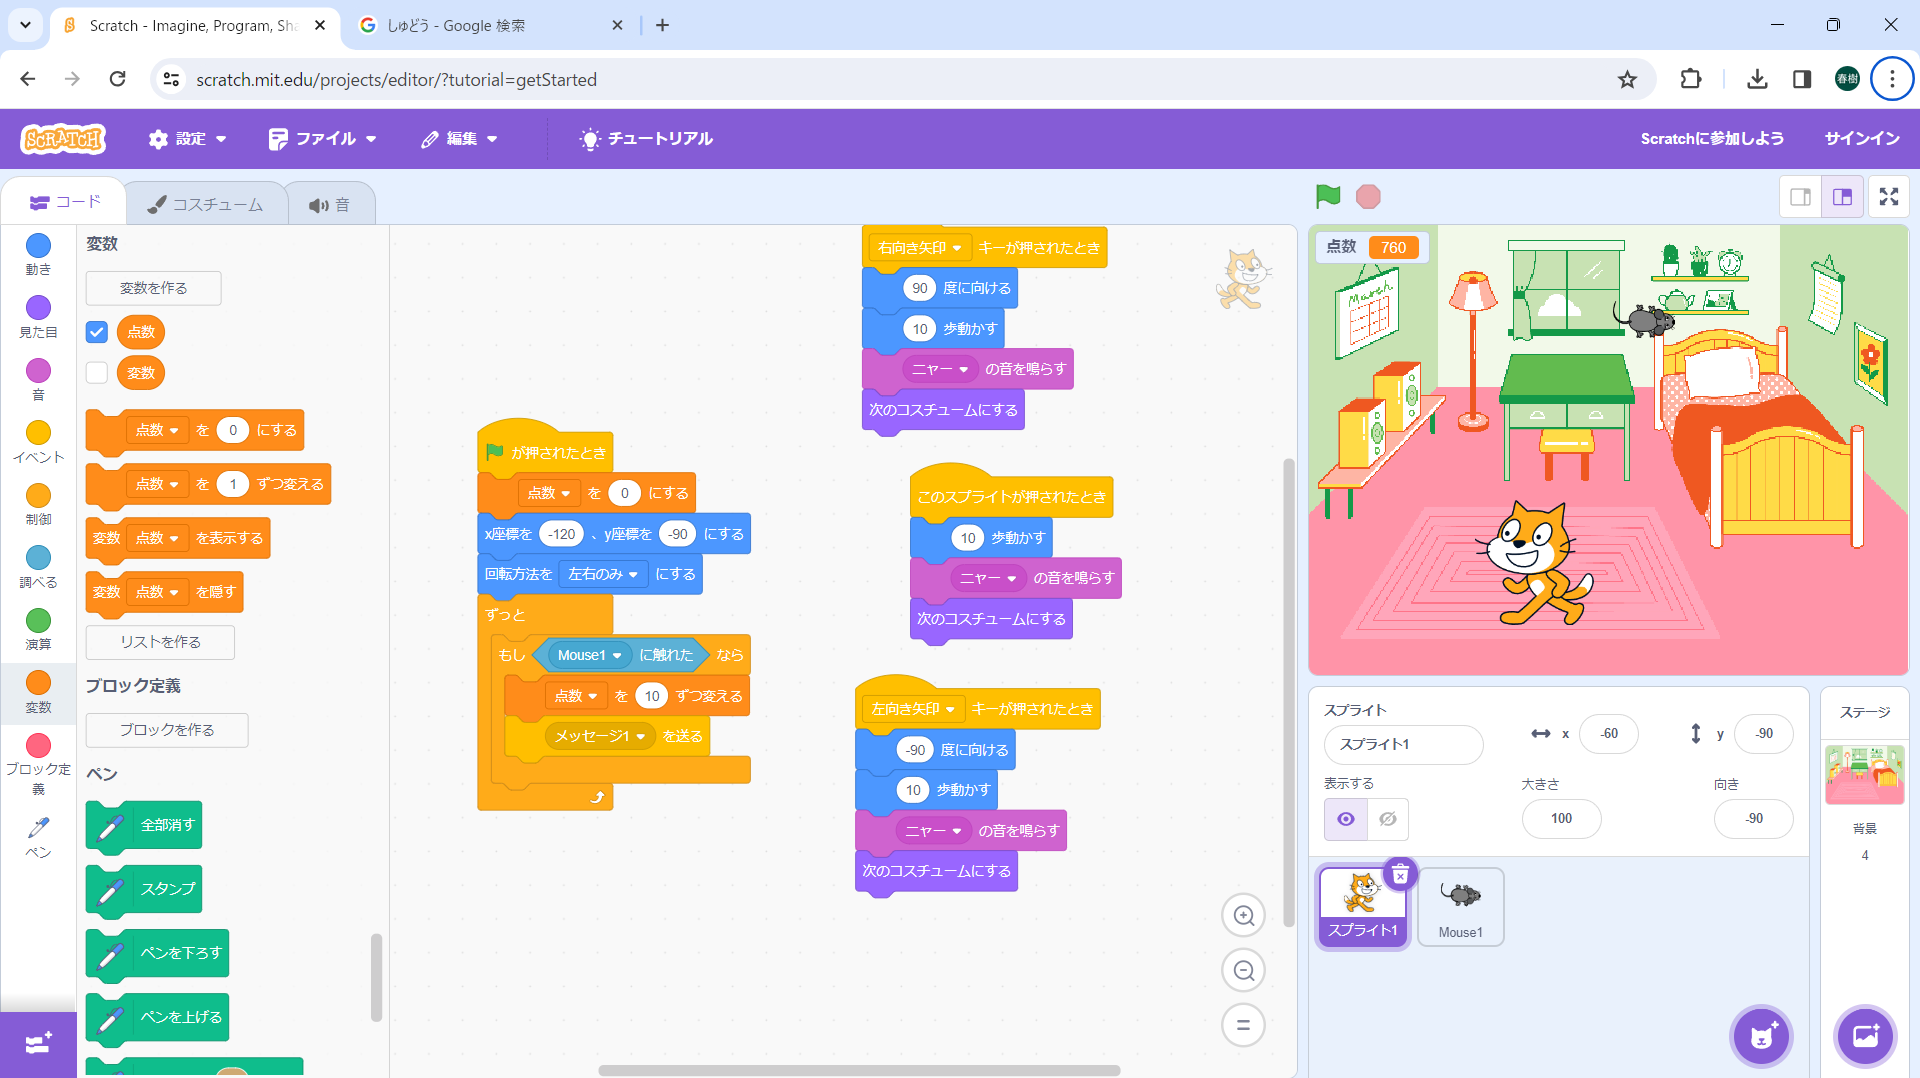 Scratch - Imagine, Program, Sha
しゅどう - Google 検索
scratch.mit.edu/projects/editor/?tutorial=getStarted
春樹
SCRATCH
設定
ファイル
編集
チュートリアル
Scratchに参加しよう
サインイン
コード
コスチューム
音
動き
見た目
音
イベント
制御
調べる
演算
変数
ブロック定
義
ペン
変数
変数を作る
点数
変数
点数 を 0 にする
点数 を 1 ずつ変える
変数 点数 を表示する
変数 点数 を隠す
リストを作る
ブロック定義
ブロックを作る
ペン
全部消す
スタンプ
ペンを下ろす
ペンを上げる
が押されたとき
点数 を 0 にする
x座標を -120 、y座標を -90 にする
回転方法を 左右のみ にする
ずっと
もし Mouse1 に触れた なら
点数 を 10 ずつ変える
メッセージ1 を送る
右向き矢印 キーが押されたとき
90 度に向ける
10 歩動かす
ニャー の音を鳴らす
次のコスチュームにする
このスプライトが押されたとき
10 歩動かす
ニャー の音を鳴らす
次のコスチュームにする
左向き矢印 キーが押されたとき
-90 度に向ける
10 歩動かす
ニャー の音を鳴らす
次のコスチュームにする
点数 760
March
スプライト
スプライト1
x -60
y -90
表示する
大きさ
100
向き
-90
スプライト1
Mouse1
ステージ
背景
4